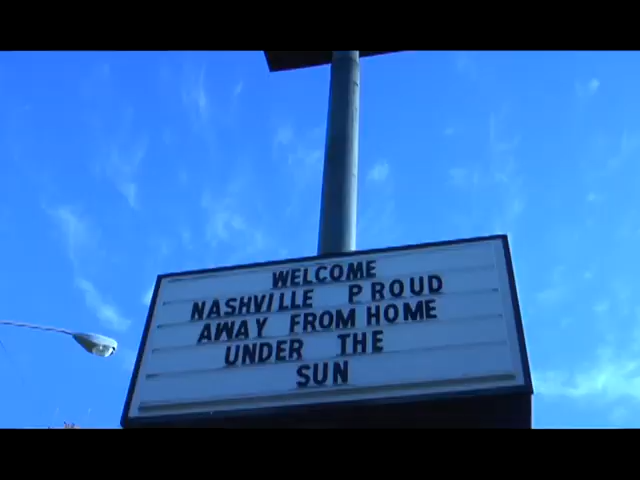 WELCOME
NASHVILLE PROUD
AWAY FROM HOME
UNDER THE
SUN